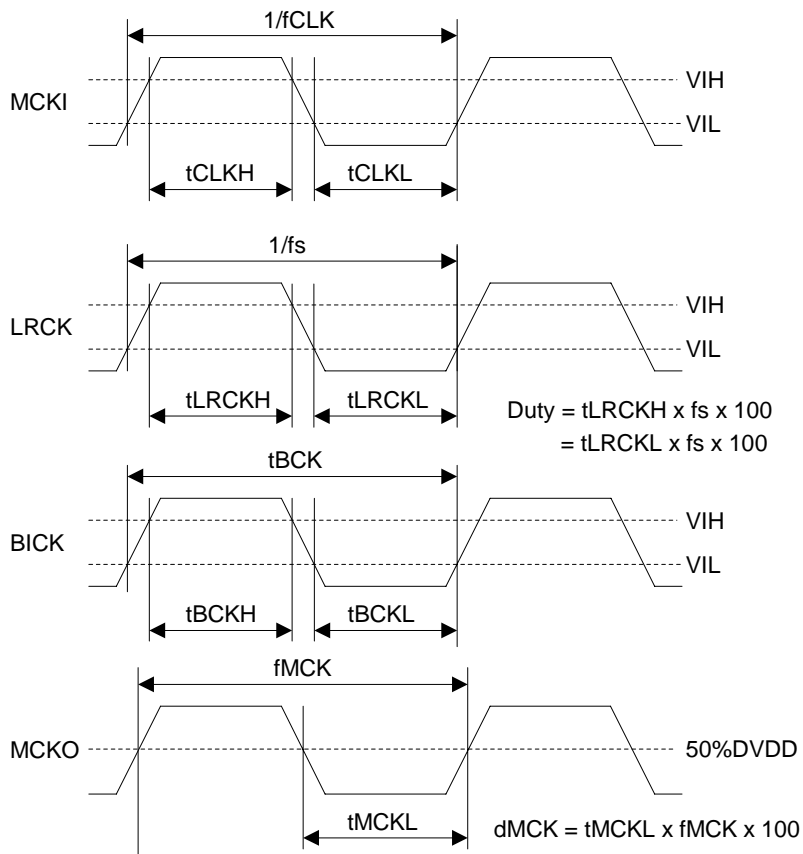 1/fCLK
MCKI
VIH
VIL
tCLKH
tCLKL
1/fs
LRCK
VIH
VIL
tLRCKH
tLRCKL
Duty = tLRCKH x fs x 100
= tLRCKL x fs x 100
tBCK
BICK
VIH
VIL
tBCKH
tBCKL
fMCK
MCKO
50%DVDD
tMCKL
dMCK = tMCKL x fMCK x 100